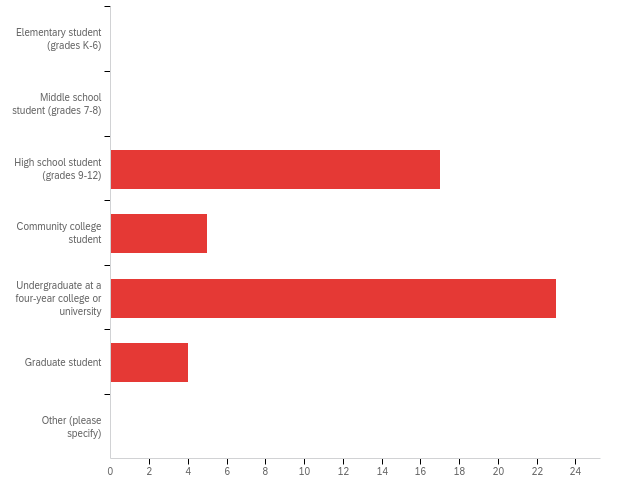 Elementary student
(grades K-6)
Middle school
student (grades 7-8)
High school student
(grades 9-12)
Community college
student
Undergraduate at a
four-year college or
university
Graduate student
Other (please
specify)
0 2 4 6 8 10 12 14 16 18 20 22 24